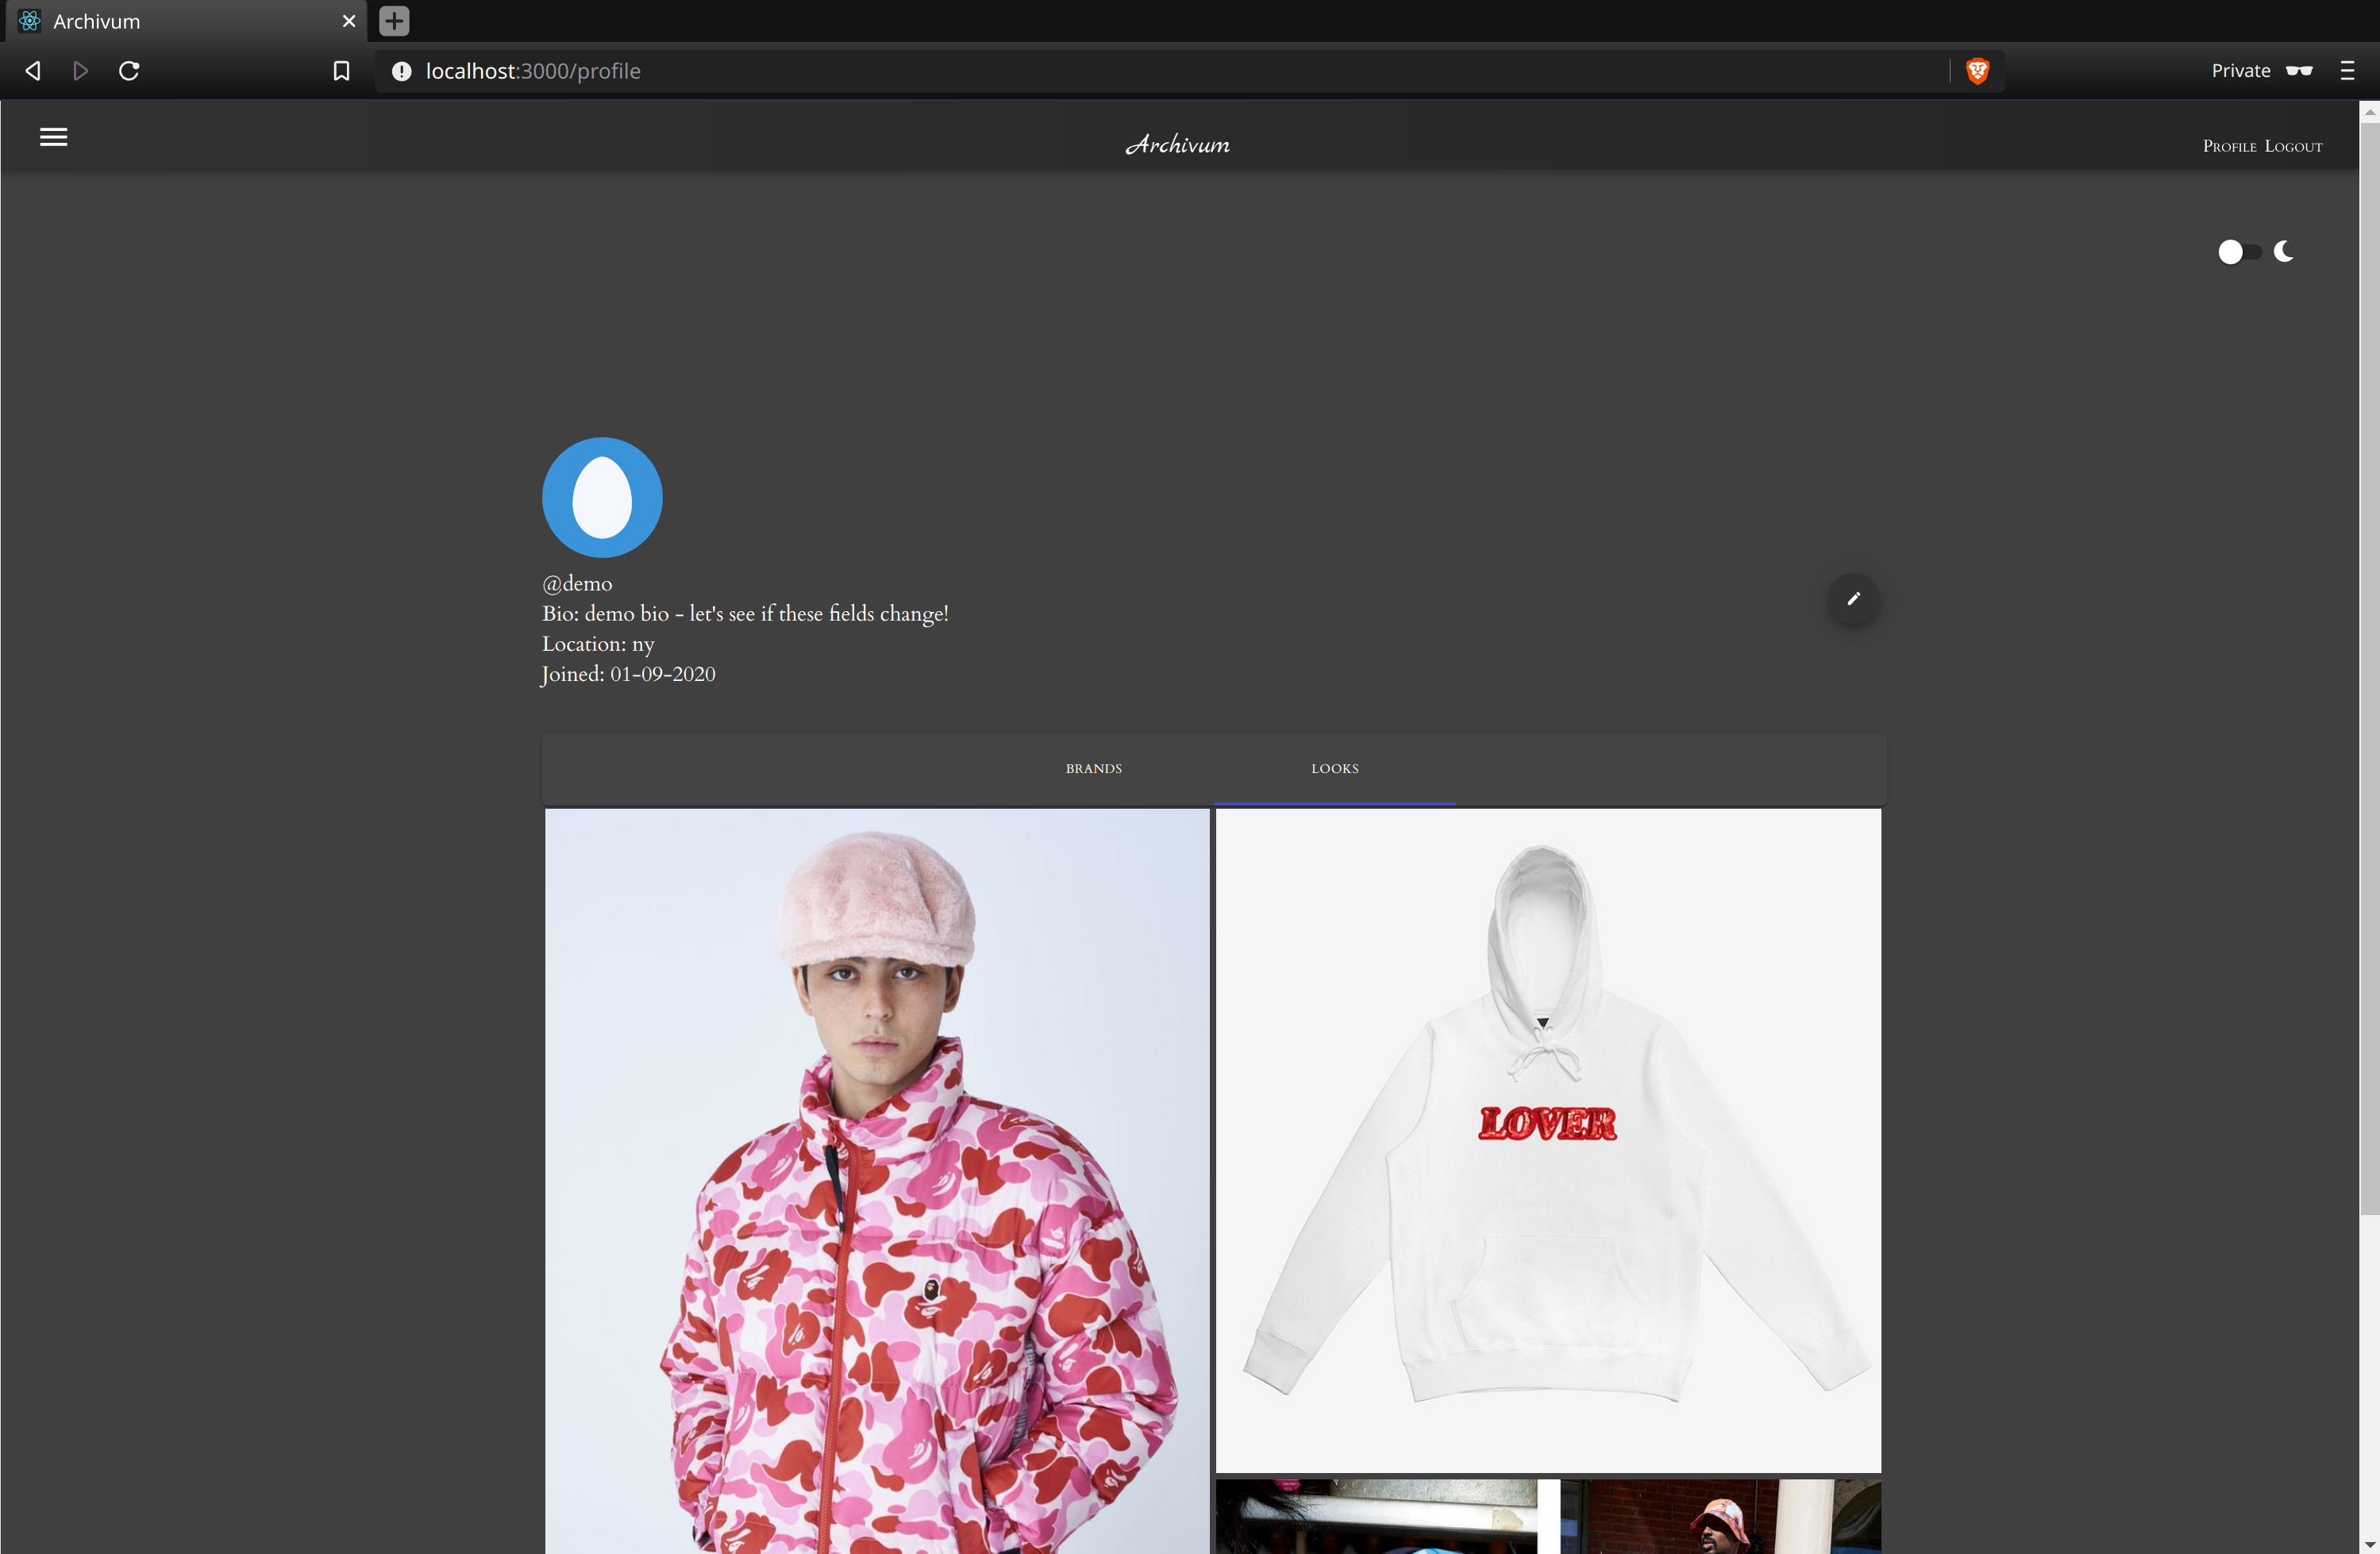 Archivum
localhost:3000/profile
Private
Archivum
Profile Logout
@demo
Bio: demo bio - let's see if these fields change!
Location: ny
Joined: 01-09-2020
BRANDS LOOKS
LOVER